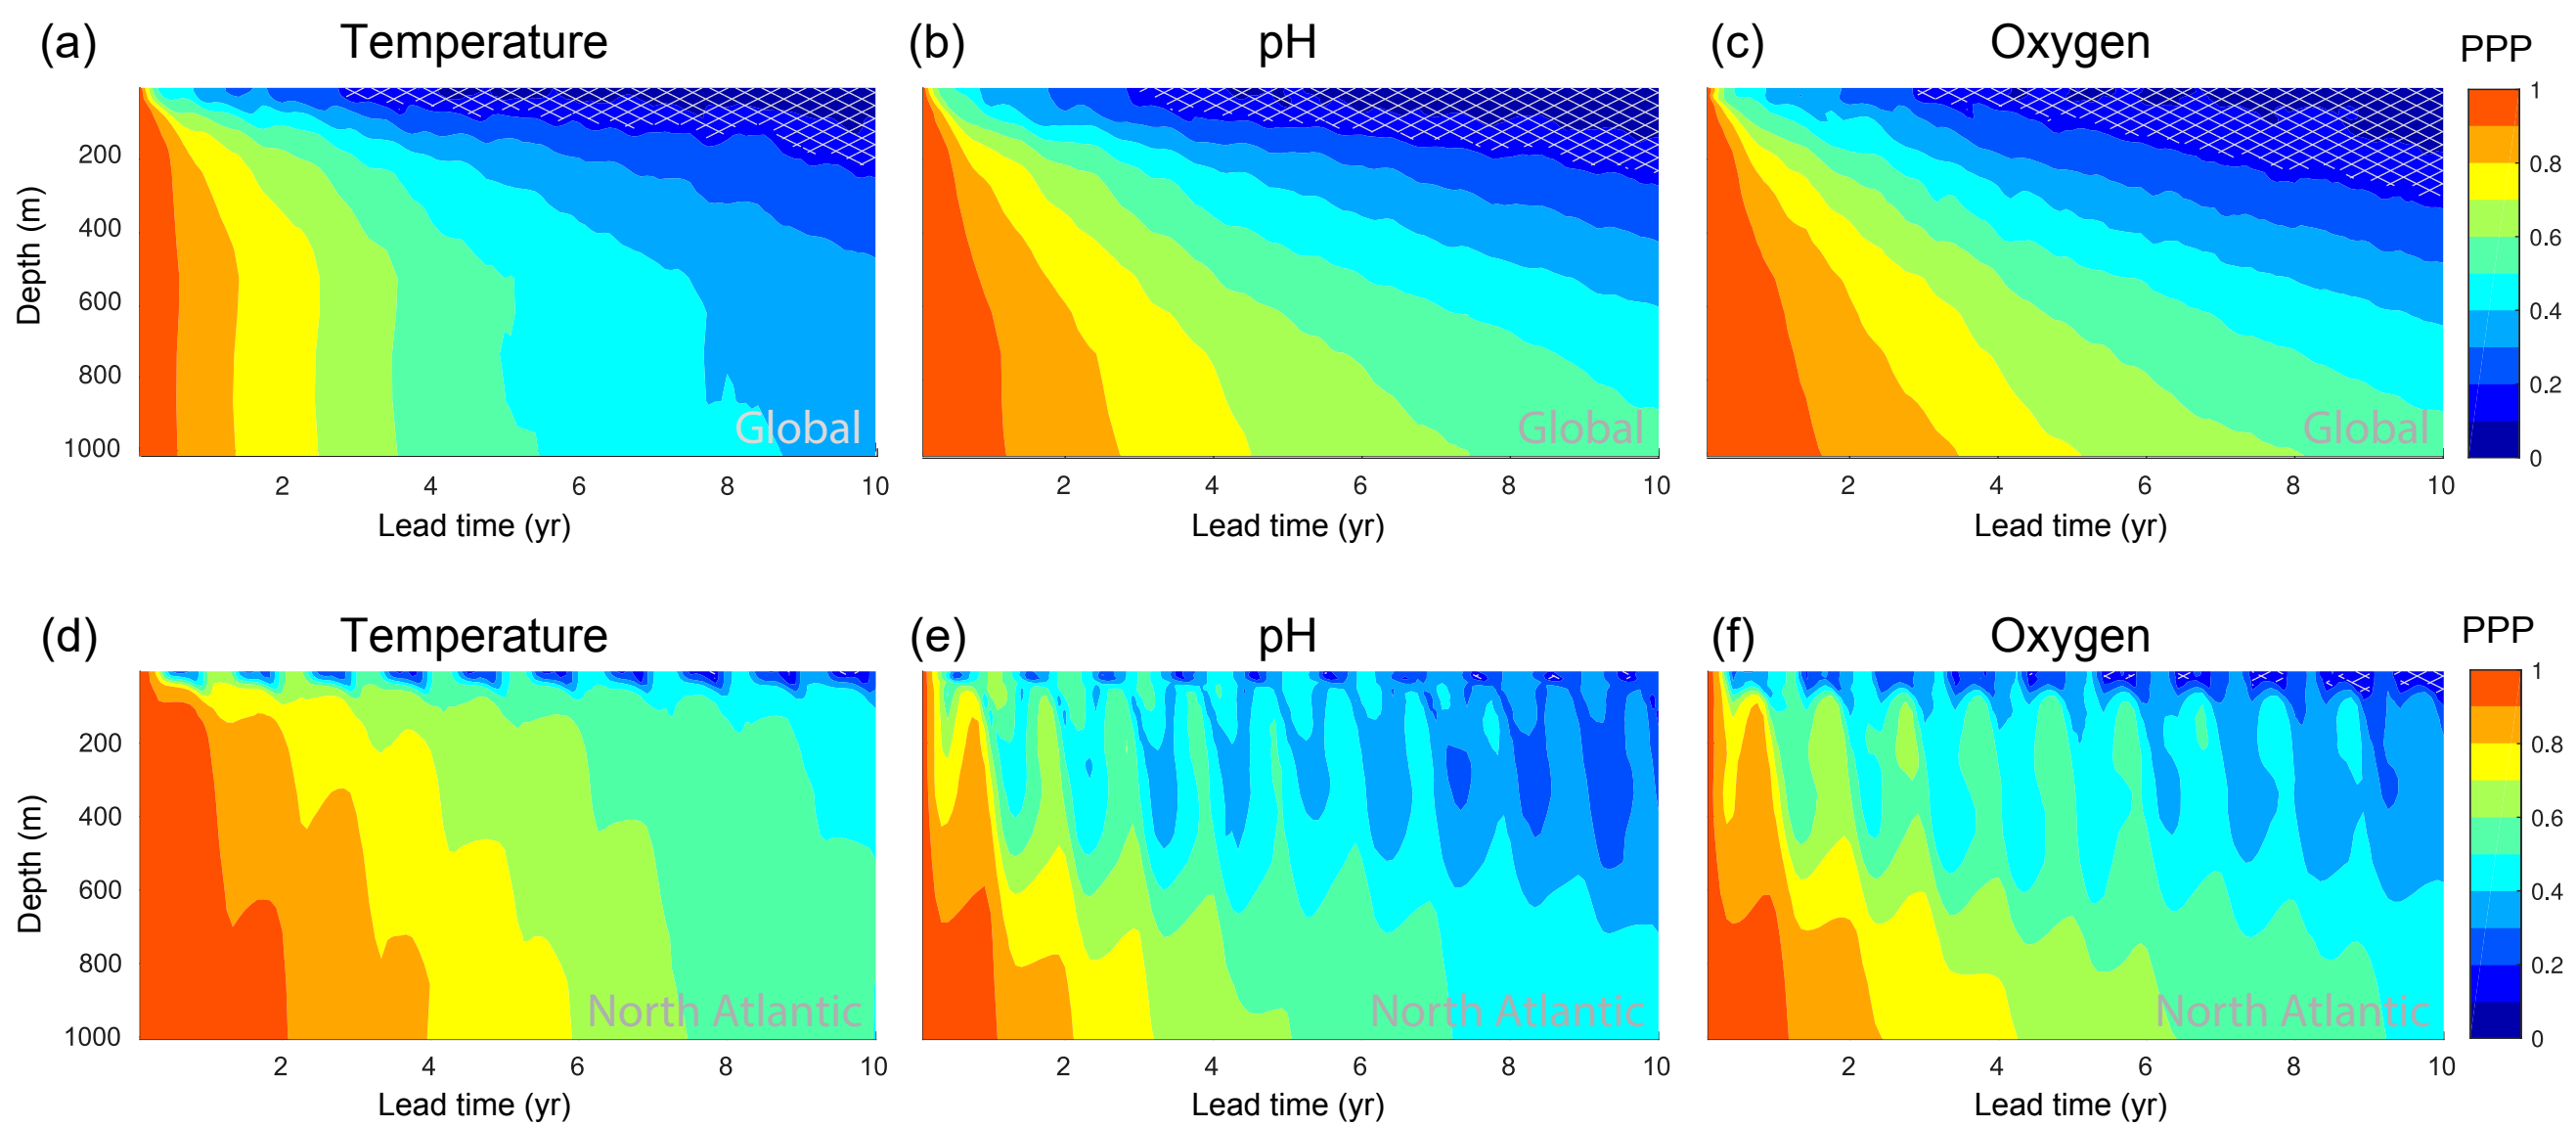 (a) Temperature (b) pH (c) Oxygen PPP
200
400
600
800
1000
Depth (m)
Global Global Global
1
0.8
0.6
0.4
0.2
0
2 4 6 8 10 2 4 6 8 10 2 4 6 8 10
Lead time (yr) Lead time (yr) Lead time (yr)
(d) Temperature (e) pH (f) Oxygen PPP
200
400
600
800
1000
Depth (m)
North Atlantic North Atlantic North Atlantic
1
0.8
0.6
0.4
0.2
0
2 4 6 8 10 2 4 6 8 10 2 4 6 8 10
Lead time (yr) Lead time (yr) Lead time (yr)